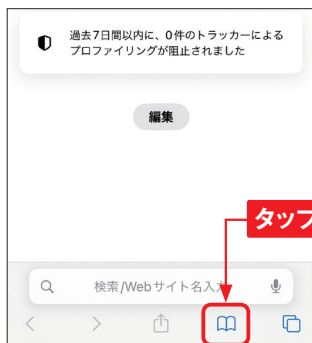 過去7日間以内に、0件のトラッカーによる
プロファイリングが阻止されました
編集
タップ
検索/Webサイト名入力